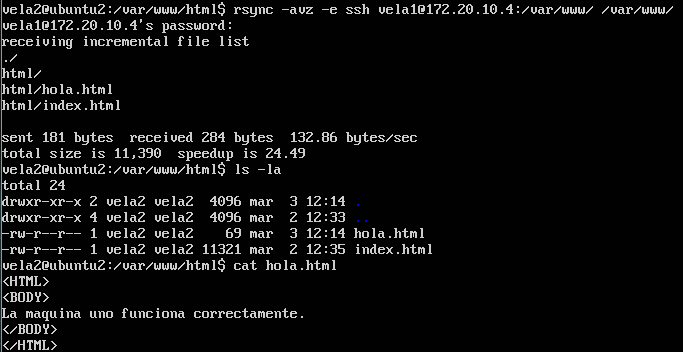 vela2@ubuntu2:/var/www/html$ rsync -avz -e ssh vela1@172.20.10.4:/var/www/ /var/www/
vela1@172.20.10.4's password:
receiving incremental file list
./
html/
html/hola.html
html/index.html

sent 181 bytes  received 284 bytes  132.86 bytes/sec
total size is 11,390  speedup is 24.49
vela2@ubuntu2:/var/www/html$ ls -la
total 24
drwxr-xr-x 2 vela2 vela2  4096 mar  3 12:14 .
drwxr-xr-x 4 vela2 vela2  4096 mar  2 12:33 ..
-rw-r--r-- 1 vela2 vela2    69 mar  3 12:14 hola.html
-rw-r--r-- 1 vela2 vela2 11321 mar  2 12:35 index.html
vela2@ubuntu2:/var/www/html$ cat hola.html
<HTML>
<BODY>
La maquina uno funciona correctamente.
</BODY>
</HTML>